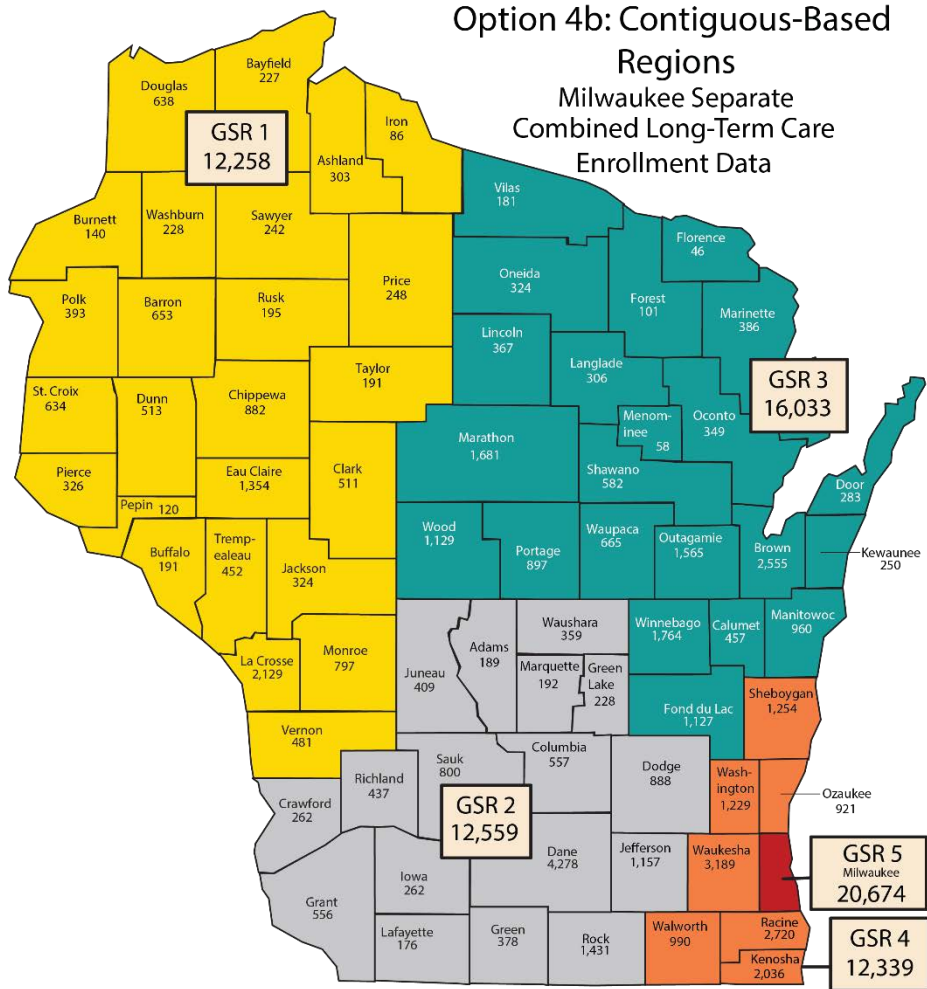 Option 4b: Contiguous-Based
Regions
Milwaukee Separate
Combined Long-Term Care
Enrollment Data
Bayfield
227
Douglas
638
GSR 1
12,258
Iron
86
Ashland
303
Burnett
140
Washburn
228
Sawyer
242
Price
248
Polk
393
Barron
653
Rusk
195
Taylor
191
St. Croix
634
Dunn
513
Chippewa
882
Pierce
326
Eau Claire
1,354
Clark
511
Pepin 120
Buffalo
191
Tremp-
ealeau
452
Jackson
324
La Crosse
2,129
Monroe
797
Vernon
481
Vilas
181
Florence
46
Oneida
324
Forest
101
Marinette
386
Lincoln
367
Langlade
306
GSR 3
16,033
Menom-
inee
58
Oconto
349
Marathon
1,681
Shawano
582
Door
283
Wood
1,129
Portage
897
Waupaca
665
Outagamie
1,565
Brown
2,555
Kewaunee
250
Winnebago
1,764
Calumet
457
Manitowoc
960
Fond du Lac
1,127
Juneau
409
Adams
189
Waushara
359
Marquette
192
Green
Lake
228
Sauk
800
Columbia
557
Dodge
888
Richland
437
Crawford
262
GSR 2
12,559
Dane
4,278
Jefferson
1,157
Iowa
262
Grant
556
Lafayette
176
Green
378
Rock
1,431
Sheboygan
1,254
Wash-
ington
1,229
Ozaukee
921
Waukesha
3,189
GSR 5
Milwaukee
20,674
Walworth
990
Racine
2,720
Kenosha
2,036
GSR 4
12,339